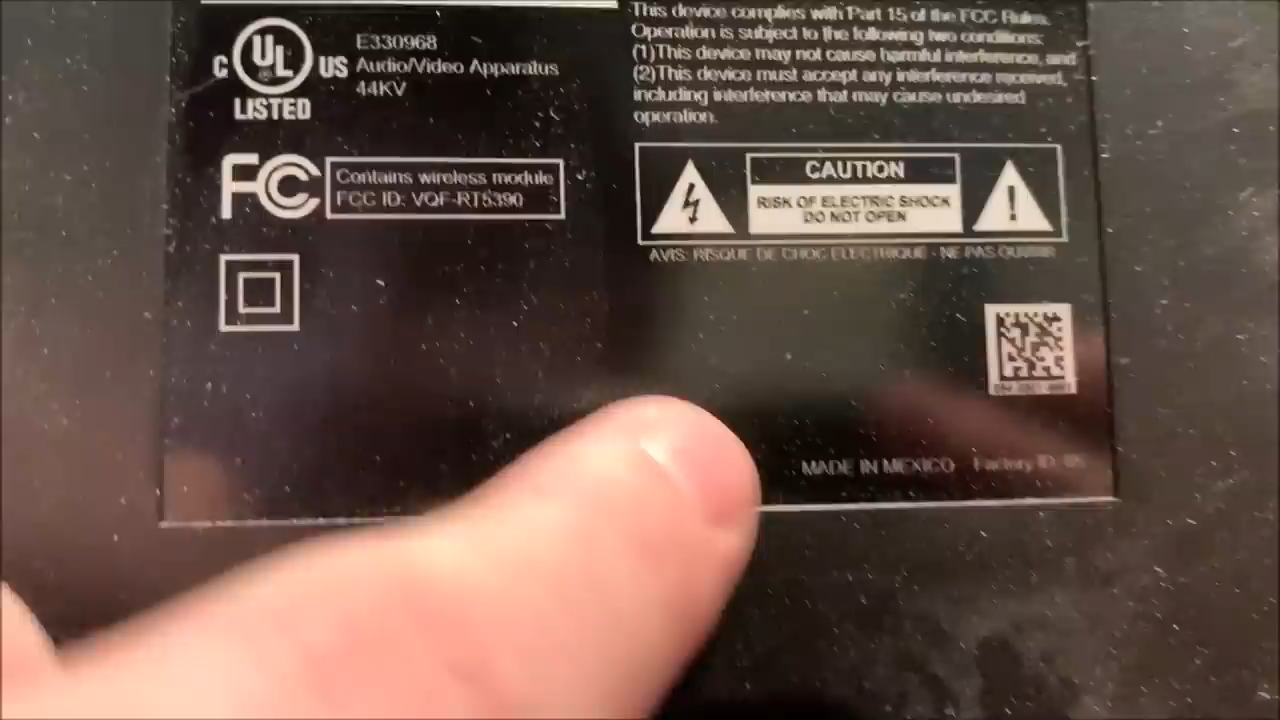 C UL US
LISTED
E330968
Audio/Video Apparatus
44KV
FC
Contains wireless module
FCC ID: VQF-RT5390
This device complies with Part 15 of the FCC Rules.
Operation is subject to the following two conditions:
(1)This device may not cause harmful interference, and
(2)This device must accept any interference received,
including interference that may cause undesired
operation.
CAUTION
RISK OF ELECTRIC SHOCK
DO NOT OPEN
AVIS: RISQUE DE CHOC ELECTRIQUE - NE PAS OUVRIR
MADE IN MEXICO Factory ID: